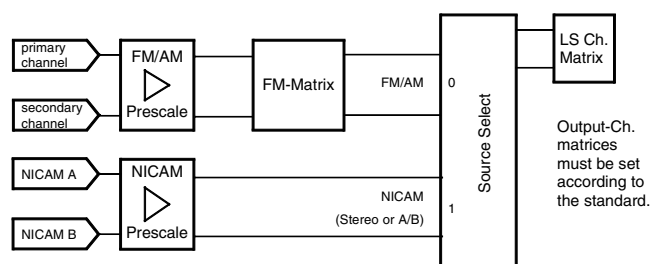 primary
channel
secondary
channel
FM/AM
Prescale
FM-Matrix
FM/AM
0
NICAM A
NICAM B
NICAM
Prescale
NICAM
(Stereo or A/B)
1
Source Select
LS Ch.
Matrix
Output-Ch.
matrices
must be set
according to
the standard.